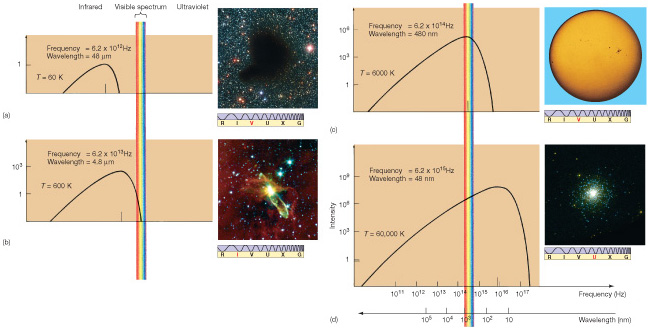 Infrared Visible spectrum Ultraviolet
Frequency = 6.2 x 10¹²Hz
Wavelength = 48 μm
1
T = 60 K
(a)
R I V U X G
Frequency = 6.2 x 10¹³Hz
Wavelength = 4.8 μm
10³
T = 600 K
1
(b)
R I V U X G
Frequency = 6.2 x 10¹⁴Hz
Wavelength = 480 nm
10⁶
10³
T = 6000 K
1
(c)
R I V U X G
Frequency = 6.2 x 10¹⁵Hz
Wavelength = 48 nm
10⁹
10⁶
Intensity
10³
T = 60,000 K
1
R I V U X G
10¹¹ 10¹² 10¹³ 10¹⁴ 10¹⁵ 10¹⁶ 10¹⁷ Frequency (Hz)
(d)
10⁵ 10⁴ 10³ 10² 10 Wavelength (nm)